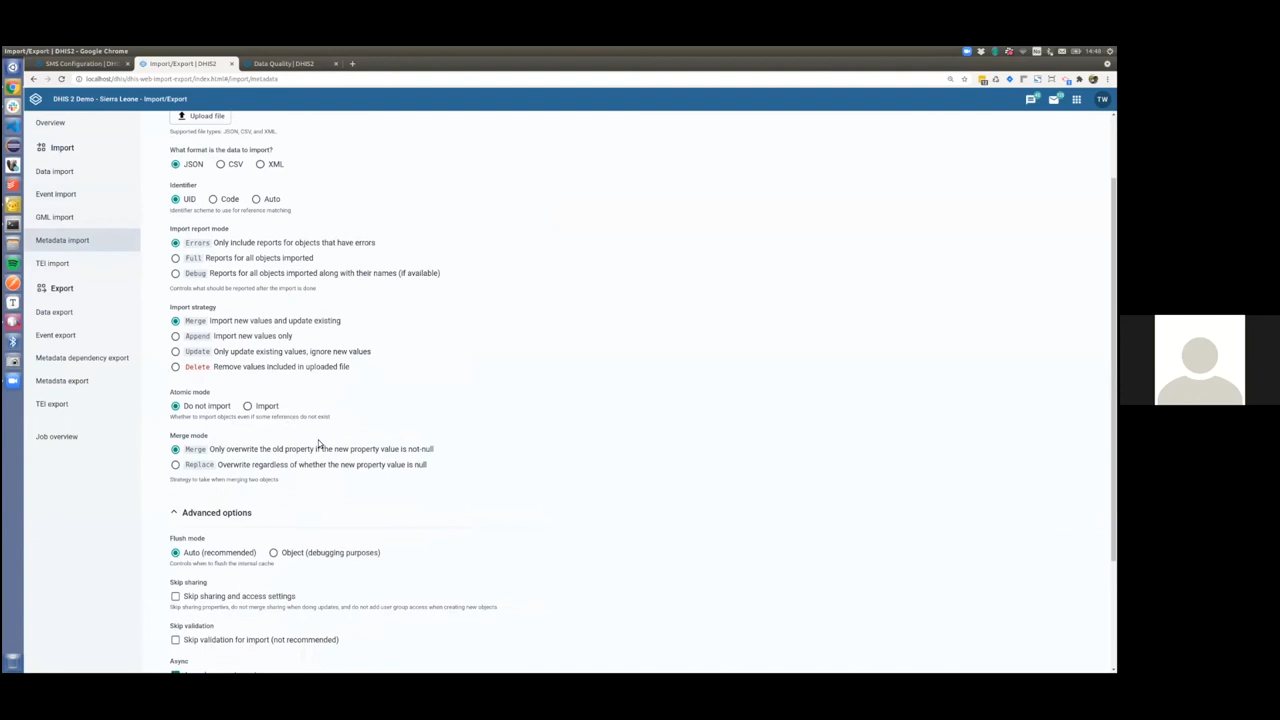 Import/Export | DHIS2 - Google Chrome
14:48
SMS Configuration | DHI
Import/Export | DHIS2
Data Quality | DHIS2
localhost/dhis/dhis-web-import-export/index.html#/import/metadata
DHIS 2 Demo - Sierra Leone - Import/Export
TW
Overview
Import
Data import
Event import
GML import
Metadata import
TEI import
Export
Data export
Event export
Metadata dependency export
Metadata export
TEI export
Job overview
Upload file
Supported file types: JSON, CSV, and XML.
What format is the data to import?
JSON CSV XML
Identifier
UID Code Auto
Identifier scheme to use for reference matching
Import report mode
Errors Only include reports for objects that have errors
Full Reports for all objects imported
Debug Reports for all objects imported along with their names (if available)
Controls what should be reported after the import is done
Import strategy
Merge Import new values and update existing
Append Import new values only
Update Only update existing values, ignore new values
Delete Remove values included in uploaded file
Atomic mode
Do not import Import
Whether to import objects even if some references do not exist
Merge mode
Merge Only overwrite the old property if the new property value is not-null
Replace Overwrite regardless of whether the new property value is null
Strategy to take when merging two objects
Advanced options
Flush mode
Auto (recommended) Object (debugging purposes)
Controls when to flush the internal cache
Skip sharing
Skip sharing and access settings
Skip sharing properties, do not merge sharing when doing updates, and do not add user group access when creating new objects
Skip validation
Skip validation for import (not recommended)
Async